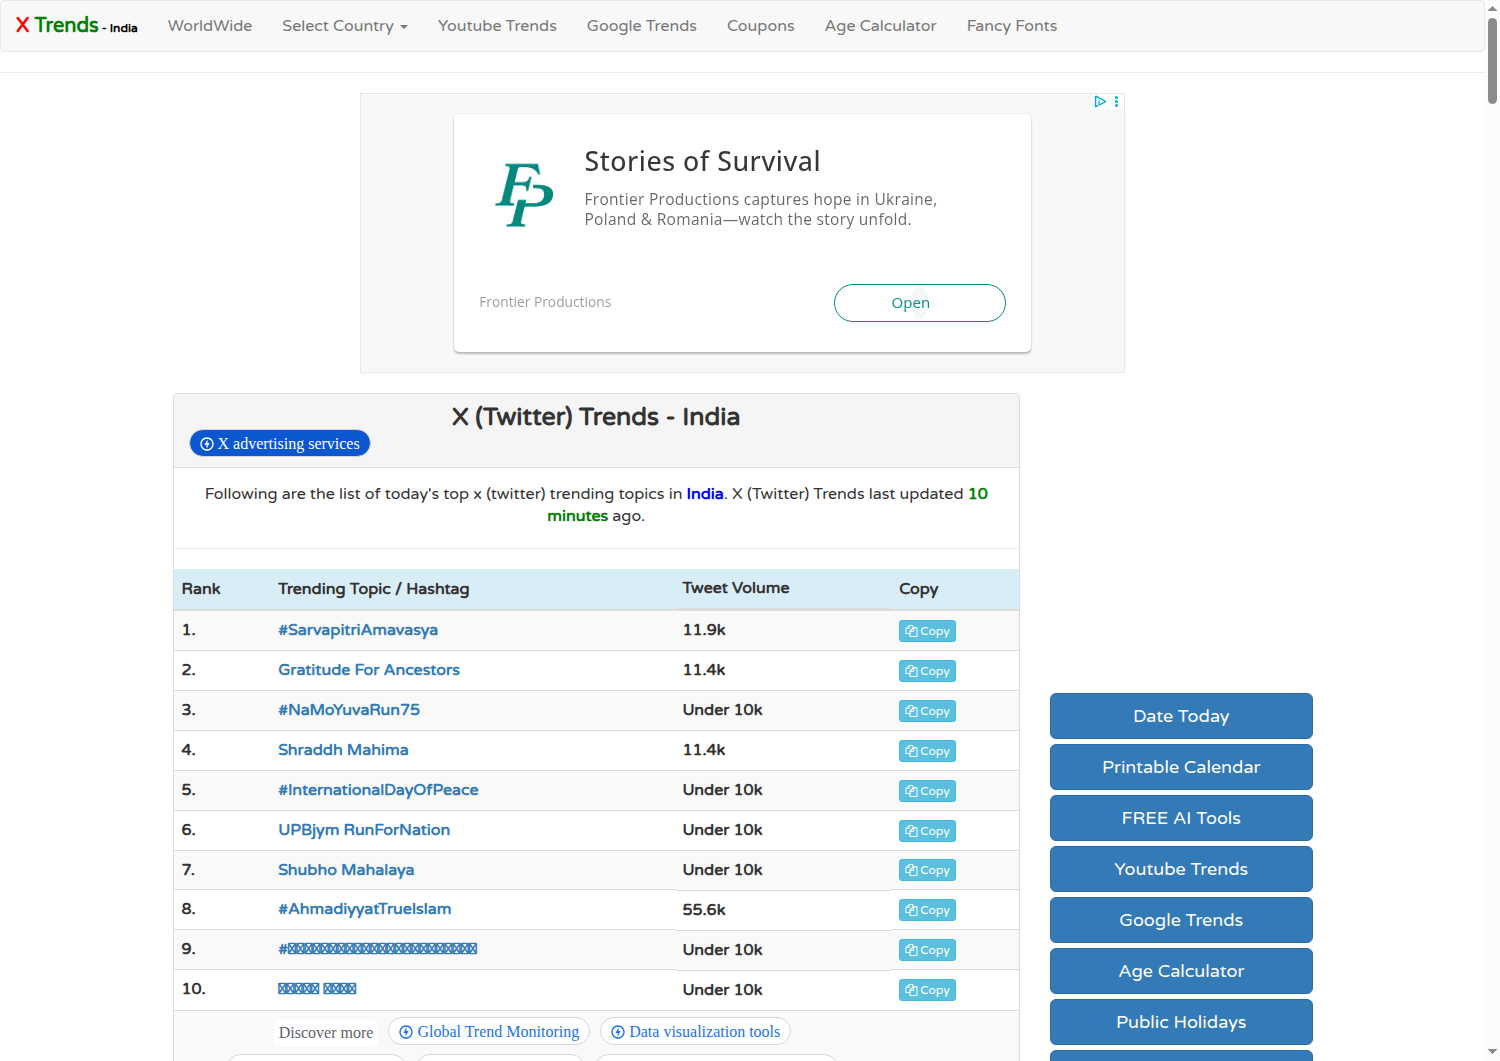 X Trends - India WorldWide Select Country Youtube Trends Google Trends Coupons Age Calculator Fancy Fonts
Stories of Survival
Frontier Productions captures hope in Ukraine,
Poland & Romania—watch the story unfold.
FP
Frontier Productions
Open
X (Twitter) Trends - India
X advertising services
Following are the list of today's top x (twitter) trending topics in India. X (Twitter) Trends last updated 10
minutes ago.
Rank Trending Topic / Hashtag Tweet Volume Copy
1. #SarvapitriAmavasya 11.9k Copy
2. Gratitude For Ancestors 11.4k Copy
3. #NaMoYuvaRun75 Under 10k Copy
4. Shraddh Mahima 11.4k Copy
5. #InternationalDayOfPeace Under 10k Copy
6. UPBjym RunForNation Under 10k Copy
7. Shubho Mahalaya Under 10k Copy
8. #AhmadiyyatTrueIslam 55.6k Copy
9. # Under 10k Copy
10. Under 10k Copy
Discover more Global Trend Monitoring Data visualization tools
Date Today
Printable Calendar
FREE AI Tools
Youtube Trends
Google Trends
Age Calculator
Public Holidays